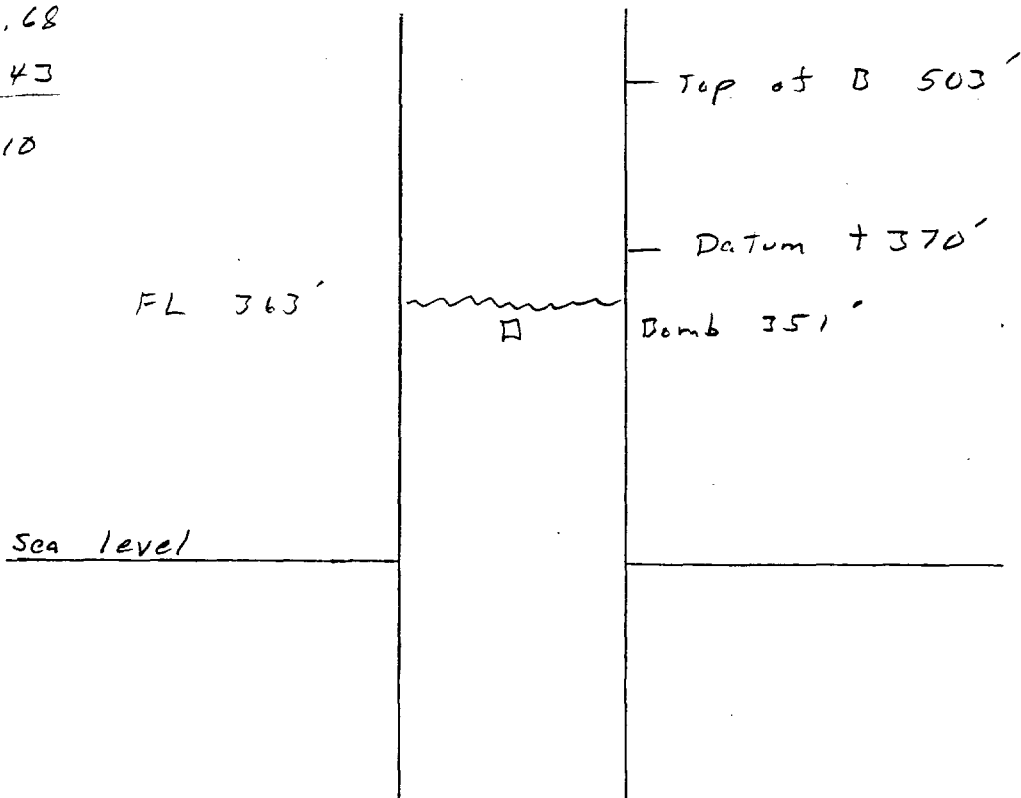 .68
43
10
Top of B 503'
Datum + 370'
FL 363'
Bomb 351'
Sea level